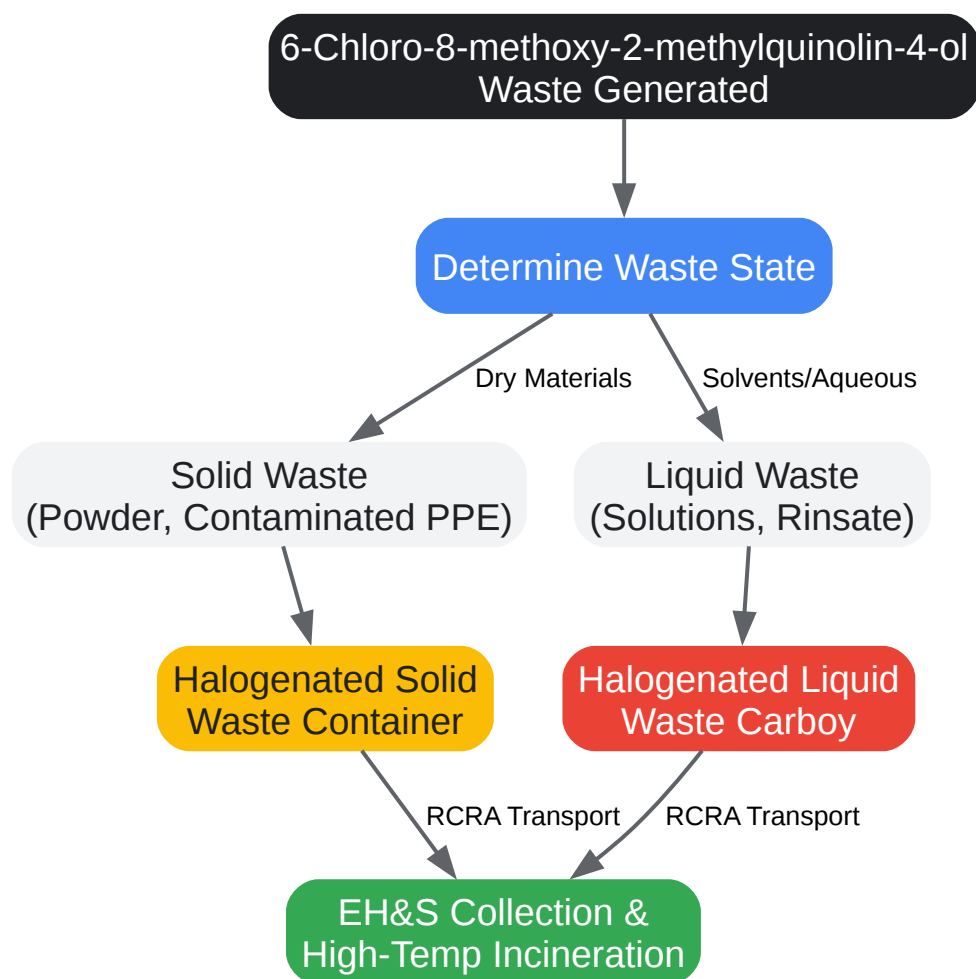 6-Chloro-8-methoxy-2-methylquinolin-4-ol
Waste Generated
Determine Waste State
Dry Materials
Solvents/Aqueous
Solid Waste
(Powder, Contaminated PPE)
Liquid Waste
(Solutions, Rinsate)
Halogenated Solid
Waste Container
Halogenated Liquid
Waste Carboy
RCRA Transport
RCRA Transport
EH&S Collection &
High-Temp Incineration